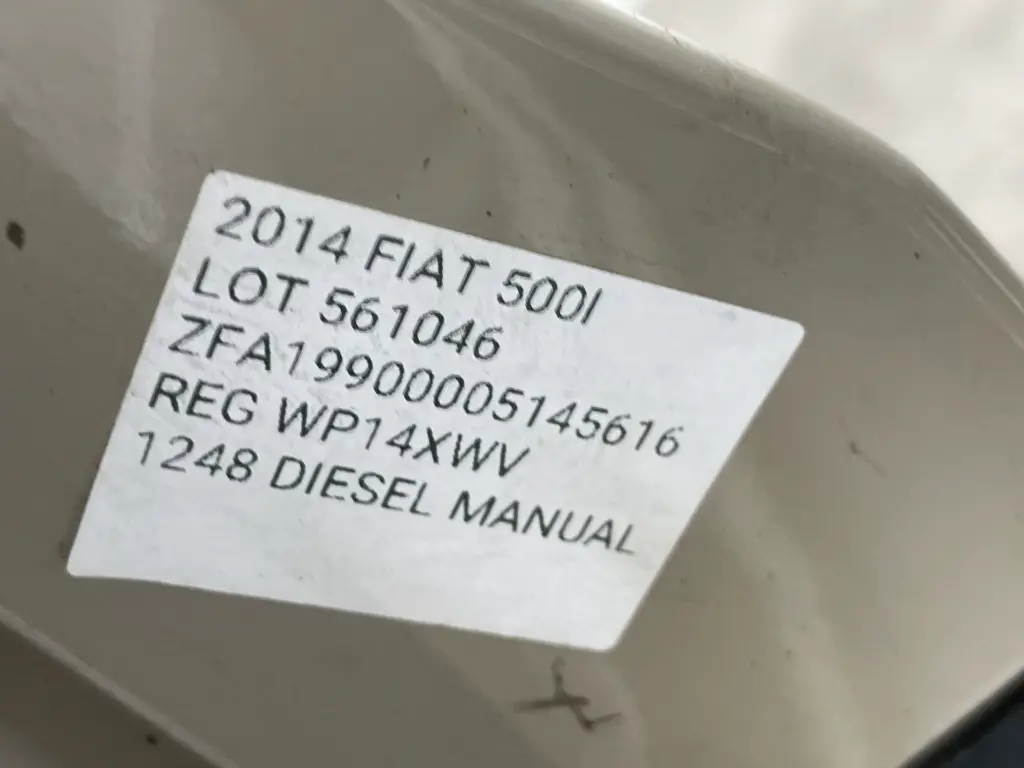 2014 FIAT 500l
LOT 561046
ZFA19900005145616
REG WP14XWV
1248 DIESEL MANUAL